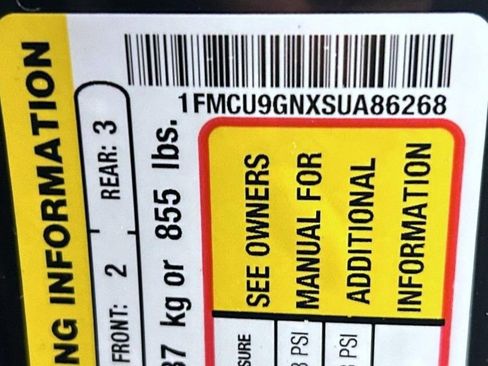 1FMCU9GNXSUA86268
NG INFORMATION
FRONT: 2 REAR: 3
87 kg or 855 lbs.
SEE OWNERS
MANUAL FOR
ADDITIONAL
INFORMATION
SURE
PSI
PSI